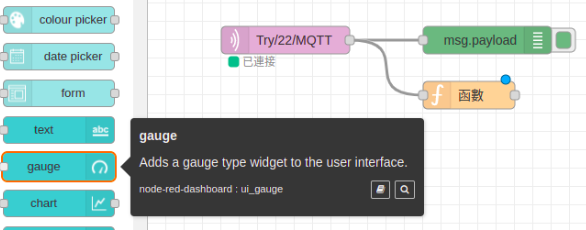 colour picker
date picker
form
text
abc
gauge
chart
Try/22/MQTT
已連接
msg.payload
函數
gauge
Adds a gauge type widget to the user interface.
node-red-dashboard : ui_gauge